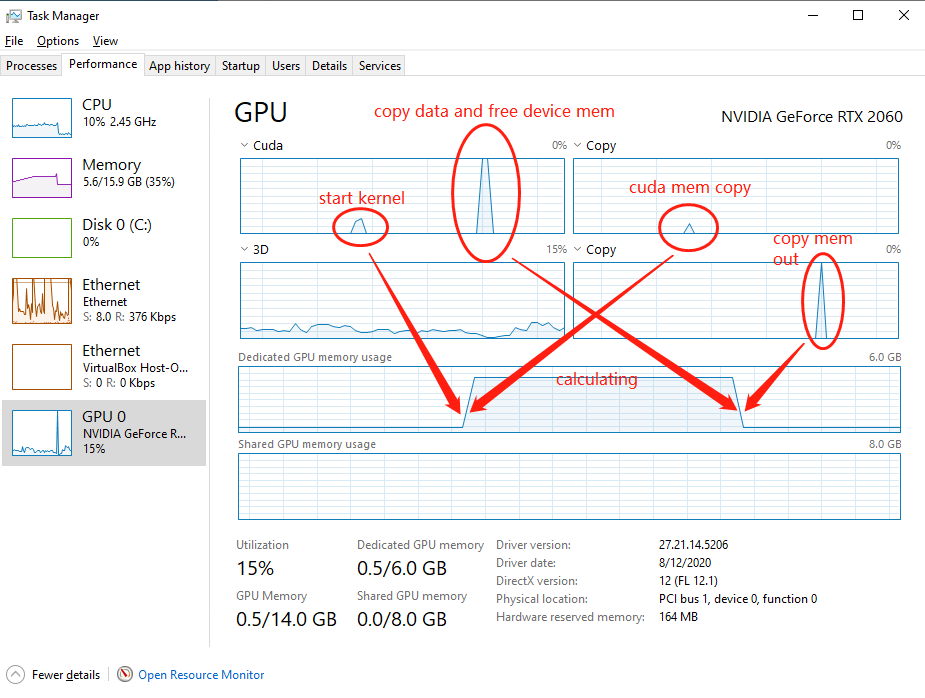 Task Manager
File Options View
Processes Performance App history Startup Users Details Services
CPU
10% 2.45 GHz
Memory
5.6/15.9 GB (35%)
Disk 0 (C:)
0%
Ethernet
Ethernet
S: 8.0 R: 376 Kbps
Ethernet
VirtualBox Host-O...
S: 0 R: 0 Kbps
GPU 0
NVIDIA GeForce R...
15%
GPU
copy data and free device mem
NVIDIA GeForce RTX 2060
Cuda 0%
Copy 0%
start kernel
cuda mem copy
3D 15%
Copy 0%
copy mem
out
Dedicated GPU memory usage 6.0 GB
calculating
Shared GPU memory usage 8.0 GB
Utilization
15%
Dedicated GPU memory
0.5/6.0 GB
GPU Memory
0.5/14.0 GB
Shared GPU memory
0.0/8.0 GB
Driver version: 27.21.14.5206
Driver date: 8/12/2020
DirectX version: 12 (FL 12.1)
Physical location: PCI bus 1, device 0, function 0
Hardware reserved memory: 164 MB
Fewer details
Open Resource Monitor